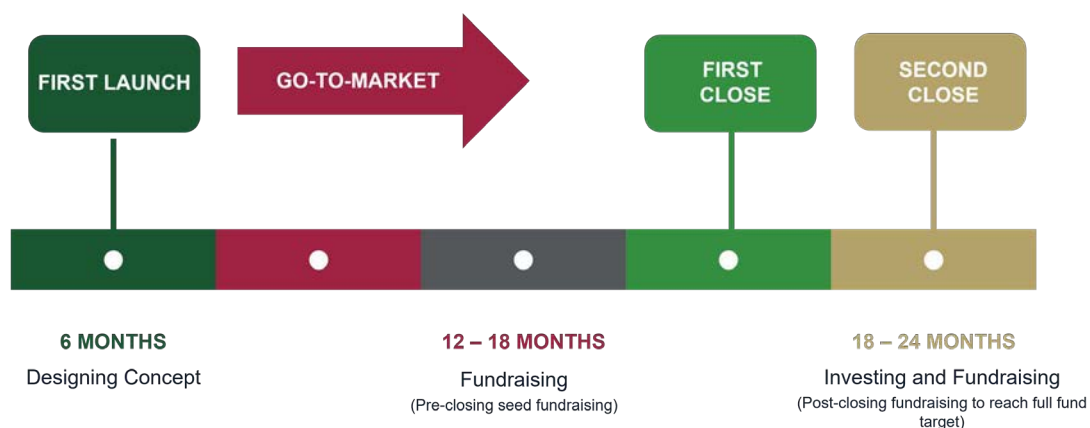 FIRST LAUNCH
GO-TO-MARKET
FIRST
CLOSE
SECOND
CLOSE
6 MONTHS
Designing Concept
12 – 18 MONTHS
Fundraising
(Pre-closing seed fundraising)
18 – 24 MONTHS
Investing and Fundraising
(Post-closing fundraising to reach full fund
target)